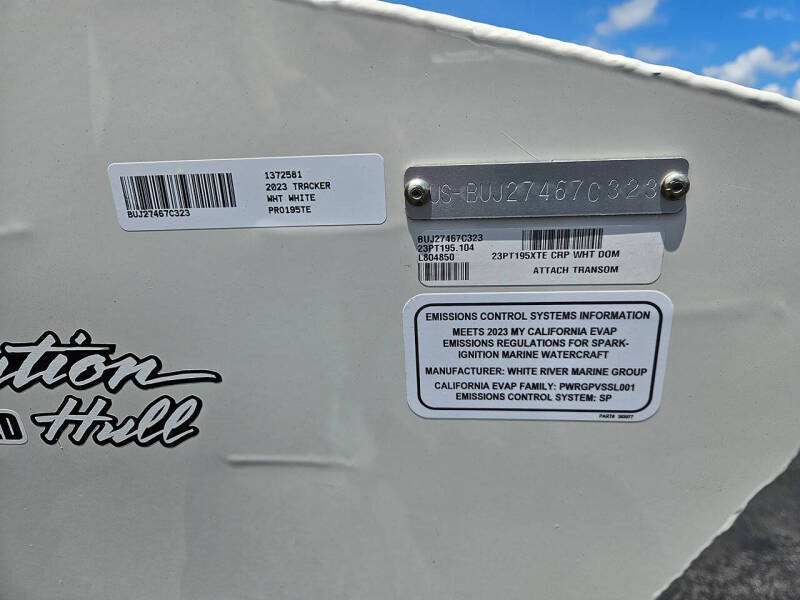 1372581
2023 TRACKER
WHT WHITE
PRO195TE
BUJ27467C323
US-BUJ27467C323
BUJ27467C323
23PT195.104
L804850
23PT195XTE CRP WHT DOM
ATTACH TRANSOM
EMISSIONS CONTROL SYSTEMS INFORMATION
MEETS 2023 MY CALIFORNIA EVAP
EMISSIONS REGULATIONS FOR SPARK-
IGNITION MARINE WATERCRAFT
MANUFACTURER: WHITE RIVER MARINE GROUP
CALIFORNIA EVAP FAMILY: PWRGPVSSL001
EMISSIONS CONTROL SYSTEM: SP
PART#
Hull